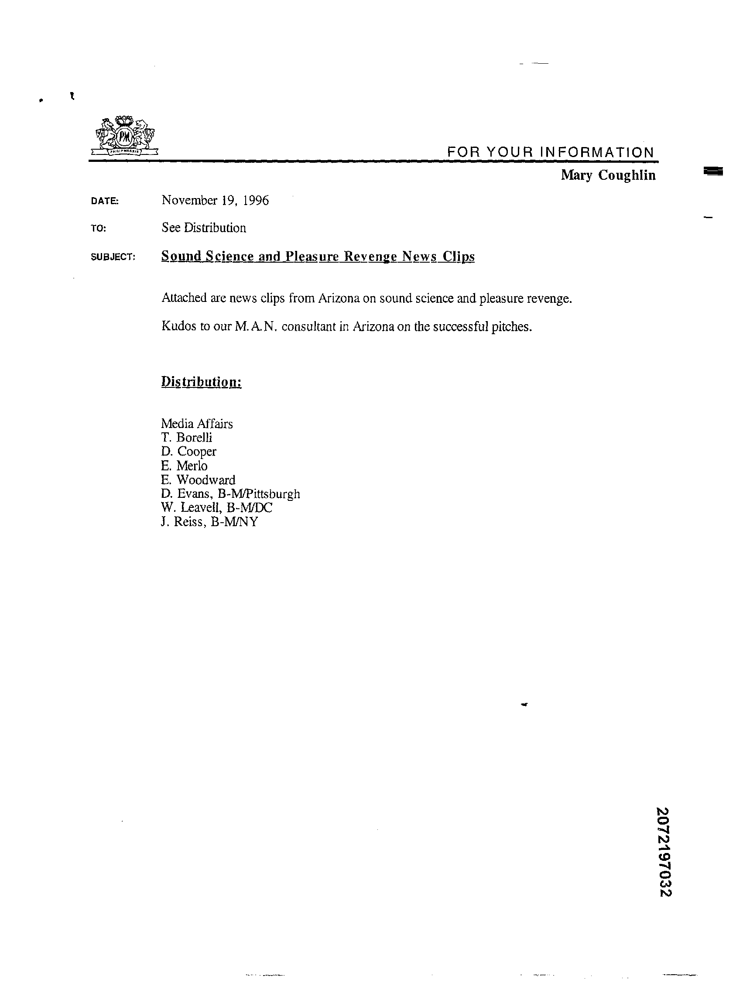 PM
FOR YOUR INFORMATION
Mary Coughlin
DATE: November 19, 1996
TO: See Distribution
SUBJECT: Sound Science and Pleasure Revenge News Clips
Attached are news clips from Arizona on sound science and pleasure revenge.
Kudos to our M.A.N. consultant in Arizona on the successful pitches.
Distribution:
Media Affairs
T. Borelli
D. Cooper
E. Merlo
E. Woodward
D. Evans, B-M/Pittsburgh
W. Leavell, B-M/DC
J. Reiss, B-M/NY
2072197032